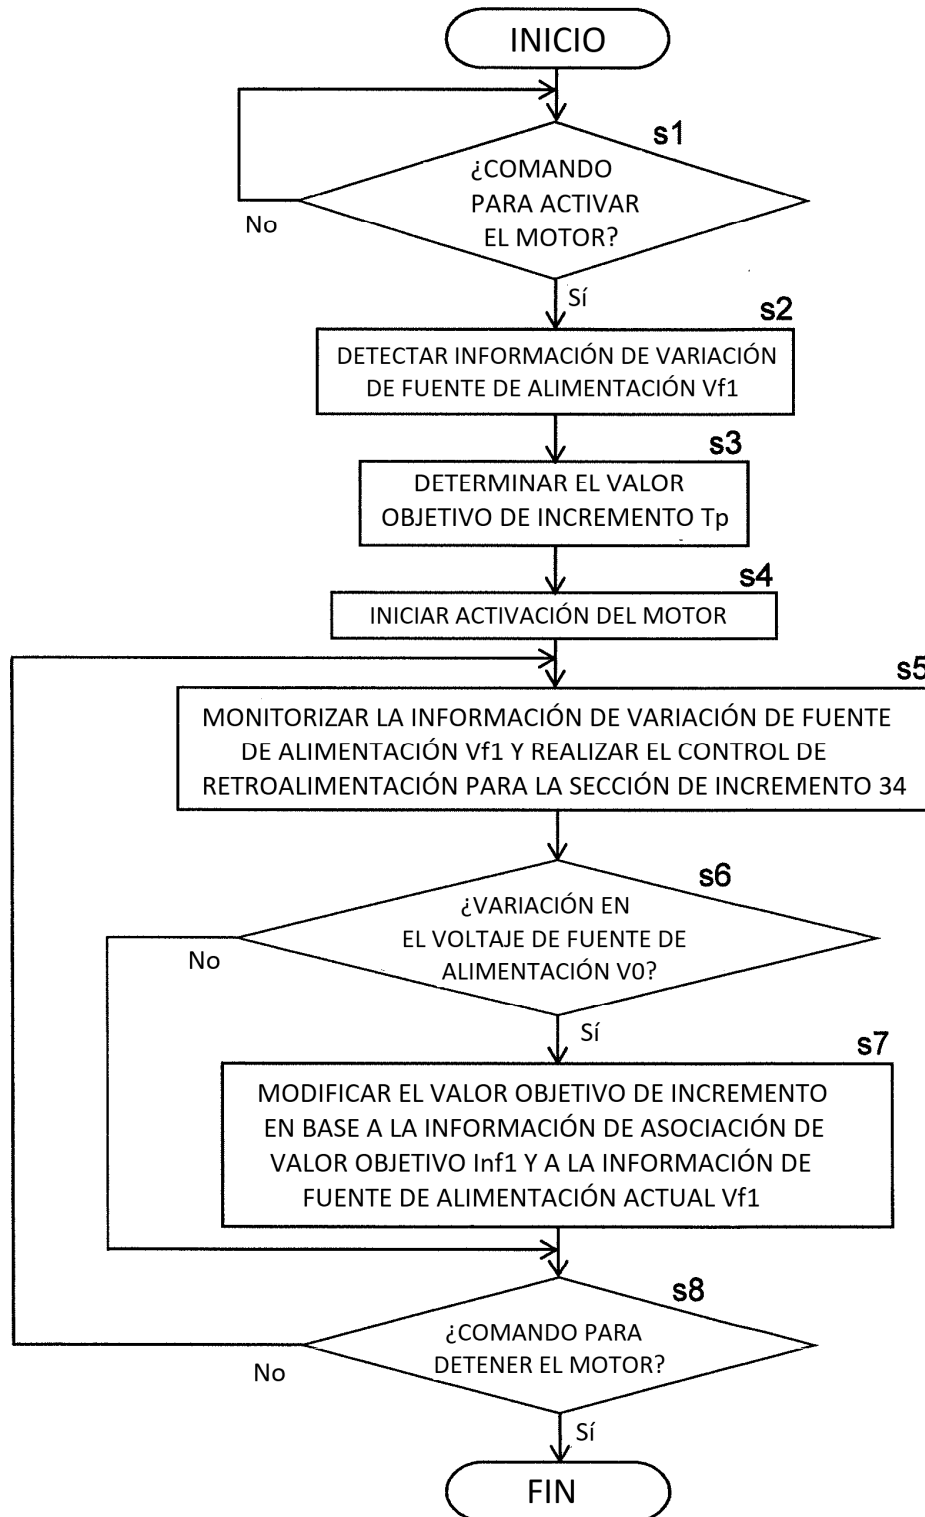 INICIO
s1
¿COMANDO
PARA ACTIVAR
EL MOTOR?
No
Sí
s2
DETECTAR INFORMACIÓN DE VARIACIÓN
DE FUENTE DE ALIMENTACIÓN Vf1
s3
DETERMINAR EL VALOR
OBJETIVO DE INCREMENTO Tp
s4
INICIAR ACTIVACIÓN DEL MOTOR
s5
MONITORIZAR LA INFORMACIÓN DE VARIACIÓN DE FUENTE
DE ALIMENTACIÓN Vf1 Y REALIZAR EL CONTROL DE
RETROALIMENTACIÓN PARA LA SECCIÓN DE INCREMENTO 34
s6
¿VARIACIÓN EN
EL VOLTAJE DE FUENTE DE
ALIMENTACIÓN V0?
No
Sí
s7
MODIFICAR EL VALOR OBJETIVO DE INCREMENTO
EN BASE A LA INFORMACIÓN DE ASOCIACIÓN DE
VALOR OBJETIVO Inf1 Y A LA INFORMACIÓN DE
FUENTE DE ALIMENTACIÓN ACTUAL Vf1
s8
¿COMANDO PARA
DETENER EL MOTOR?
No
Sí
FIN